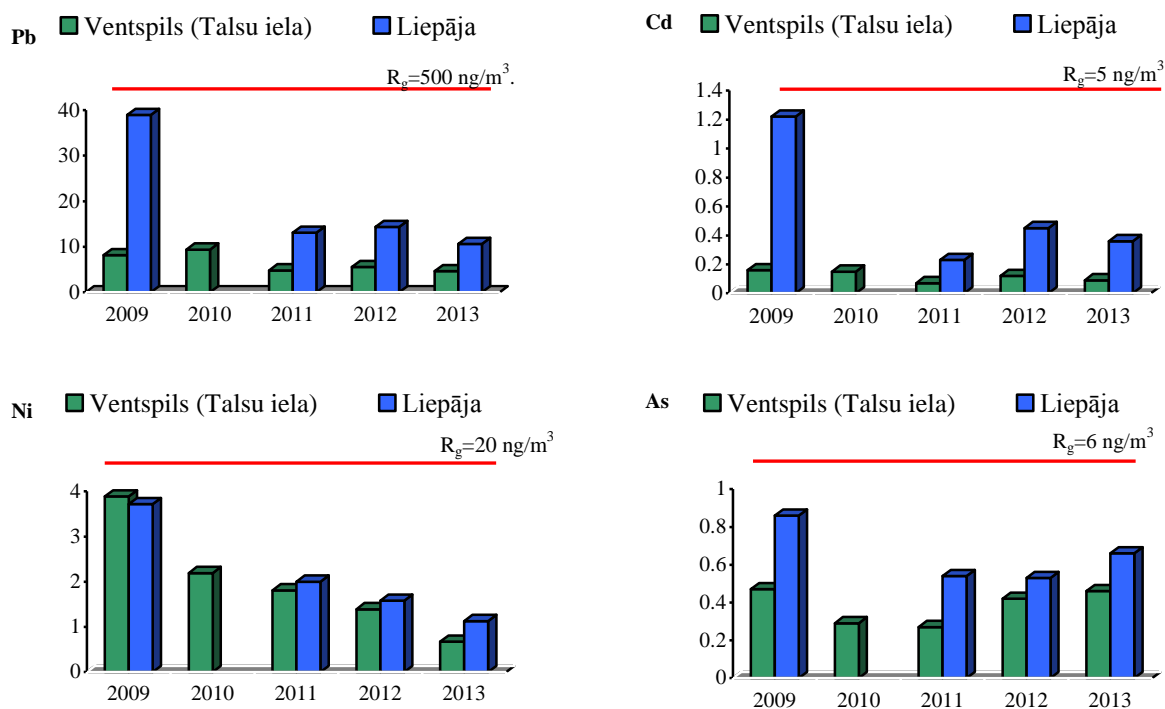 Pb
Ventspils (Talsu iela) Liepāja
R_g=500 ng/m³.
40
30
20
10
0
2009 2010 2011 2012 2013
Cd
Ventspils (Talsu iela) Liepāja
R_g=5 ng/m³
1.4
1.2
1
0.8
0.6
0.4
0.2
0
2009 2010 2011 2012 2013
Ni
Ventspils (Talsu iela) Liepāja
R_g=20 ng/m³
4
3
2
1
0
2009 2010 2011 2012 2013
As
Ventspils (Talsu iela) Liepāja
R_g=6 ng/m³
1
0.8
0.6
0.4
0.2
0
2009 2010 2011 2012 2013